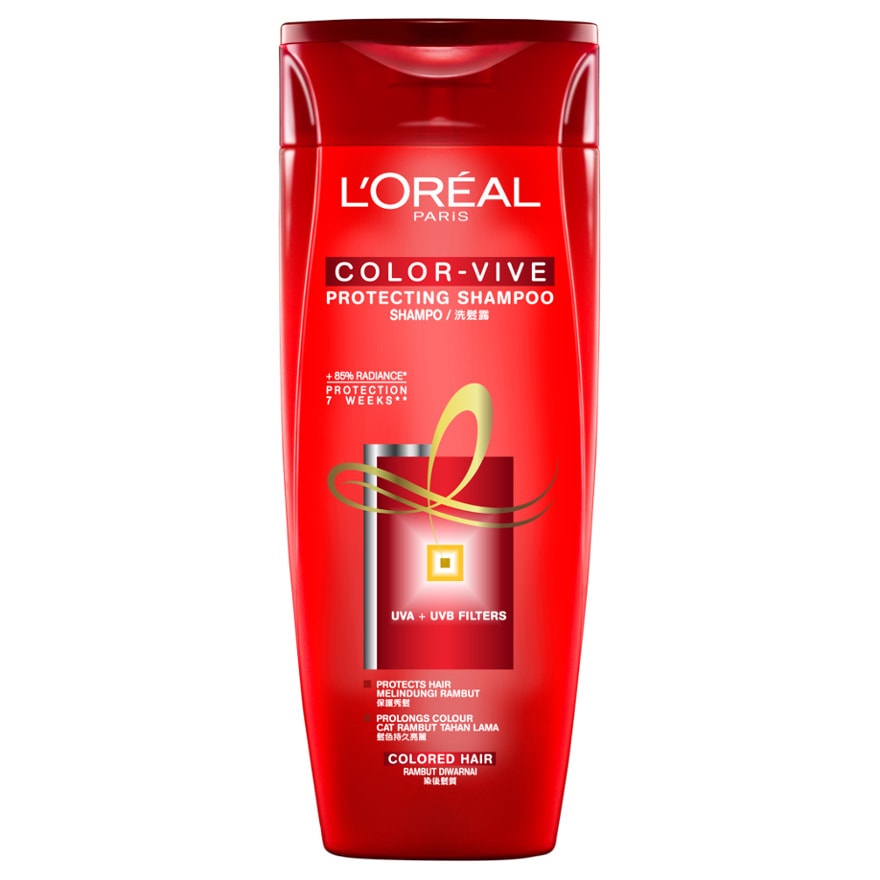 L'ORÉAL
PARiS
COLOR-VIVE
PROTECTING SHAMPOO
SHAMPO / 洗髮露
+ 85% RADIANCE*
PROTECTION
7 WEEKS**
UVA + UVB FILTERS
PROTECTS HAIR
MELINDUNGI RAMBUT
保護秀髮
PROLONGS COLOUR
CAT RAMBUT TAHAN LAMA
髮色持久亮麗
COLORED HAIR
RAMBUT DIWARNAI
染後髮質